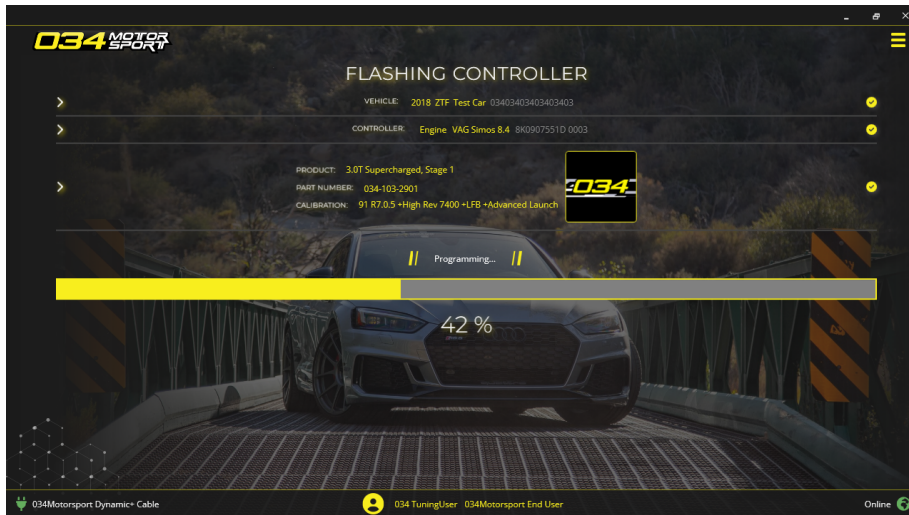 034 MOTOR SPORT
FLASHING CONTROLLER
VEHICLE: 2018 ZTF Test Car 03403403403403403
CONTROLLER: Engine VAG Simos 8.4 8K0907551D 0003
PRODUCT: 3.0T Supercharged, Stage 1
PART NUMBER: 034-103-2901
CALIBRATION: 91 R7.0.5 +High Rev 7400 +LFB +Advanced Launch
034
Programming...
42 %
034Motorsport Dynamic+ Cable
034 TuningUser 034Motorsport End User
Online